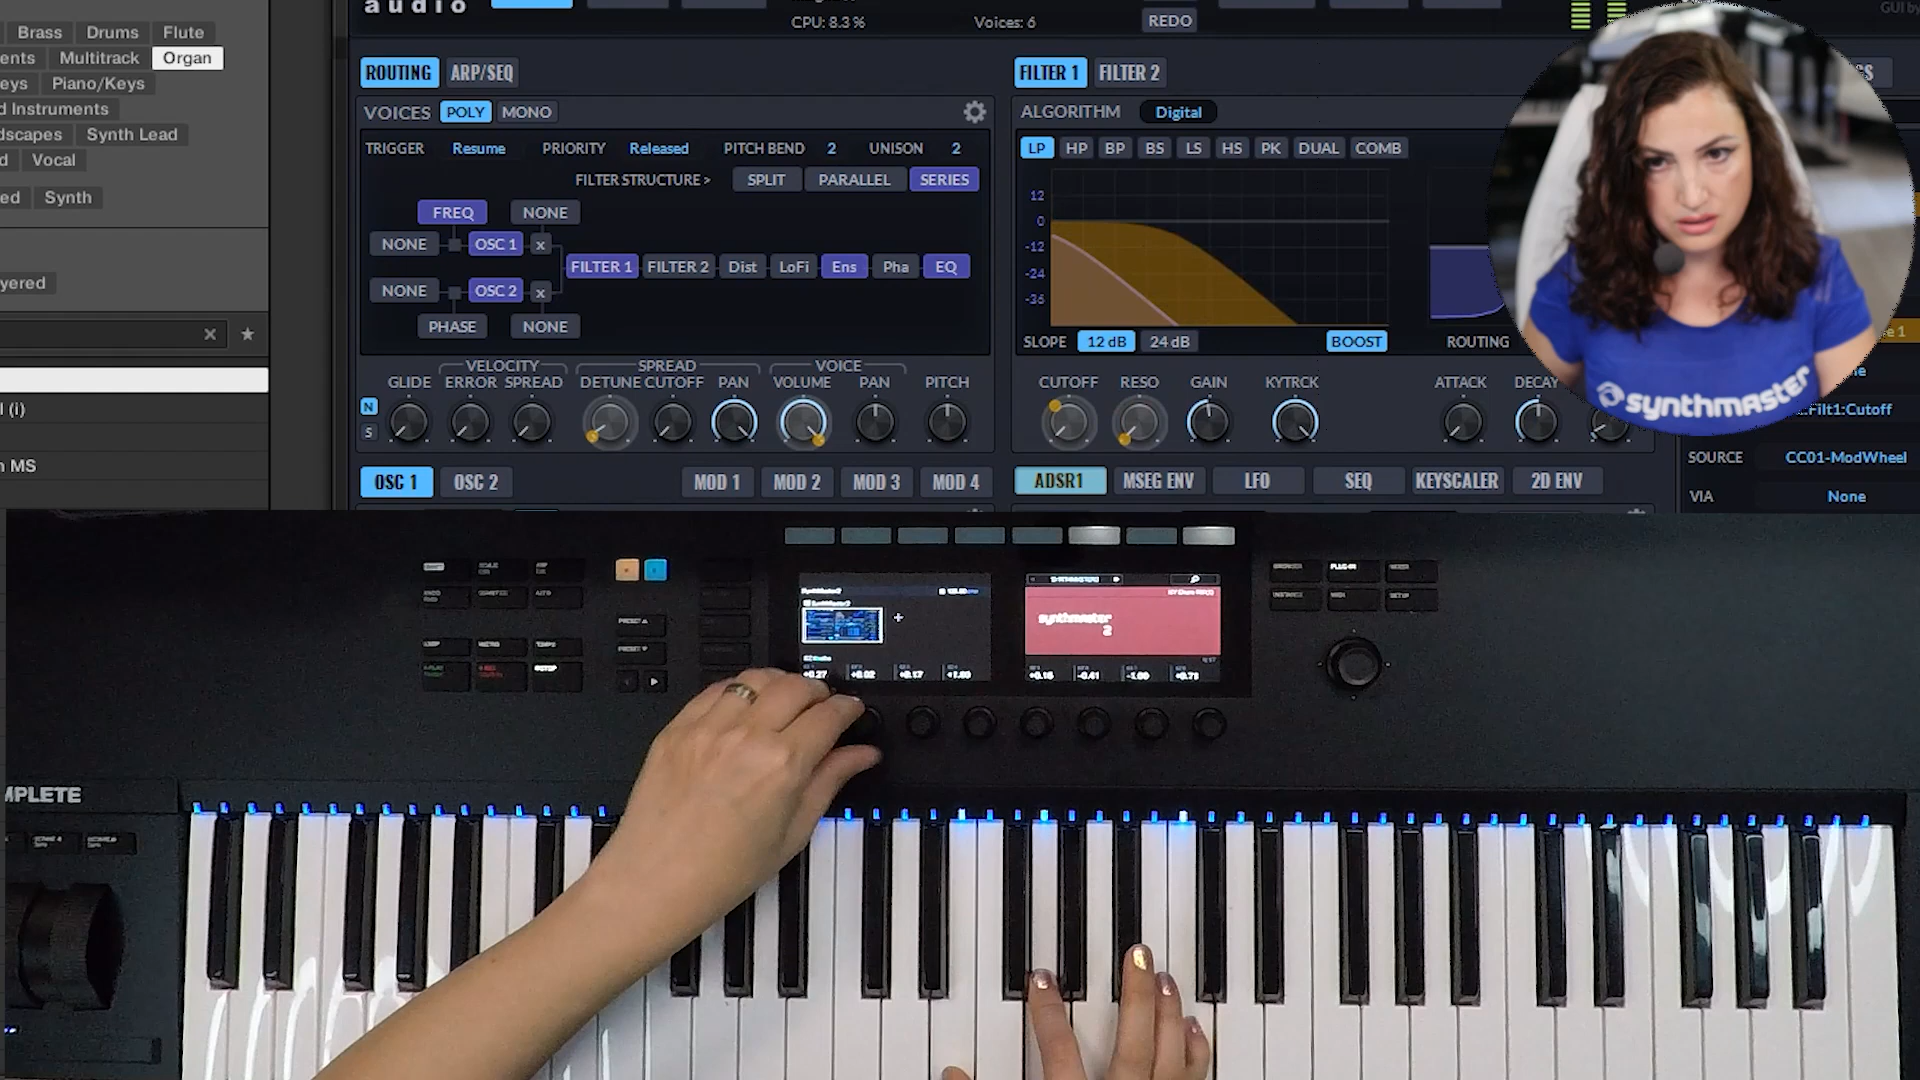 audio
CPU: 8.3 %
Voices: 6
REDO
GUI by
Brass Drums Flute
ents Multitrack Organ
eys Piano/Keys
d Instruments
dscapes Synth Lead
d Vocal
ed Synth
yered
X ★
l (i)
n MS
ROUTING ARP/SEQ
VOICES POLY MONO
TRIGGER Resume PRIORITY Released PITCH BEND 2 UNISON 2
FILTER STRUCTURE > SPLIT PARALLEL SERIES
FREQ NONE
NONE OSC 1 x
FILTER 1 FILTER 2 Dist LoFi Ens Pha EQ
NONE OSC 2 x
PHASE NONE
VELOCITY SPREAD VOICE
GLIDE ERROR SPREAD DETUNE CUTOFF PAN VOLUME PAN PITCH
N
S
OSC 1 OSC 2 MOD 1 MOD 2 MOD 3 MOD 4
FILTER 1 FILTER 2
ALGORITHM Digital
LP HP BP BS LS HS PK DUAL COMB
12
0
-12
-24
-36
SLOPE 12 dB 24 dB BOOST ROUTING
CUTOFF RESO GAIN KYTRCK ATTACK DECAY
ADSR1 MSEG ENV LFO SEQ KEYSCALER 2D ENV
:Filt1:Cutoff
SOURCE CC01-ModWheel
VIA None
synthmaster
synthmaster
2
PLUG-IN
MPLETE